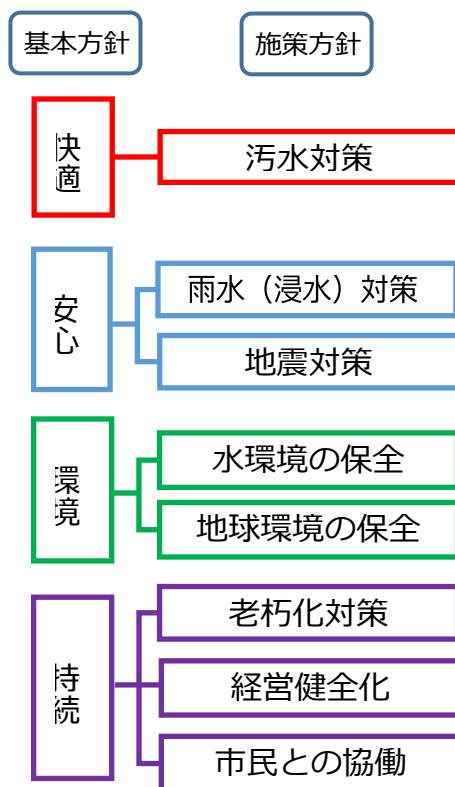 基本方針
施策方針
快適
汚水対策
安心
雨水（浸水）対策
地震対策
環境
水環境の保全
地球環境の保全
持続
老朽化対策
経営健全化
市民との協働